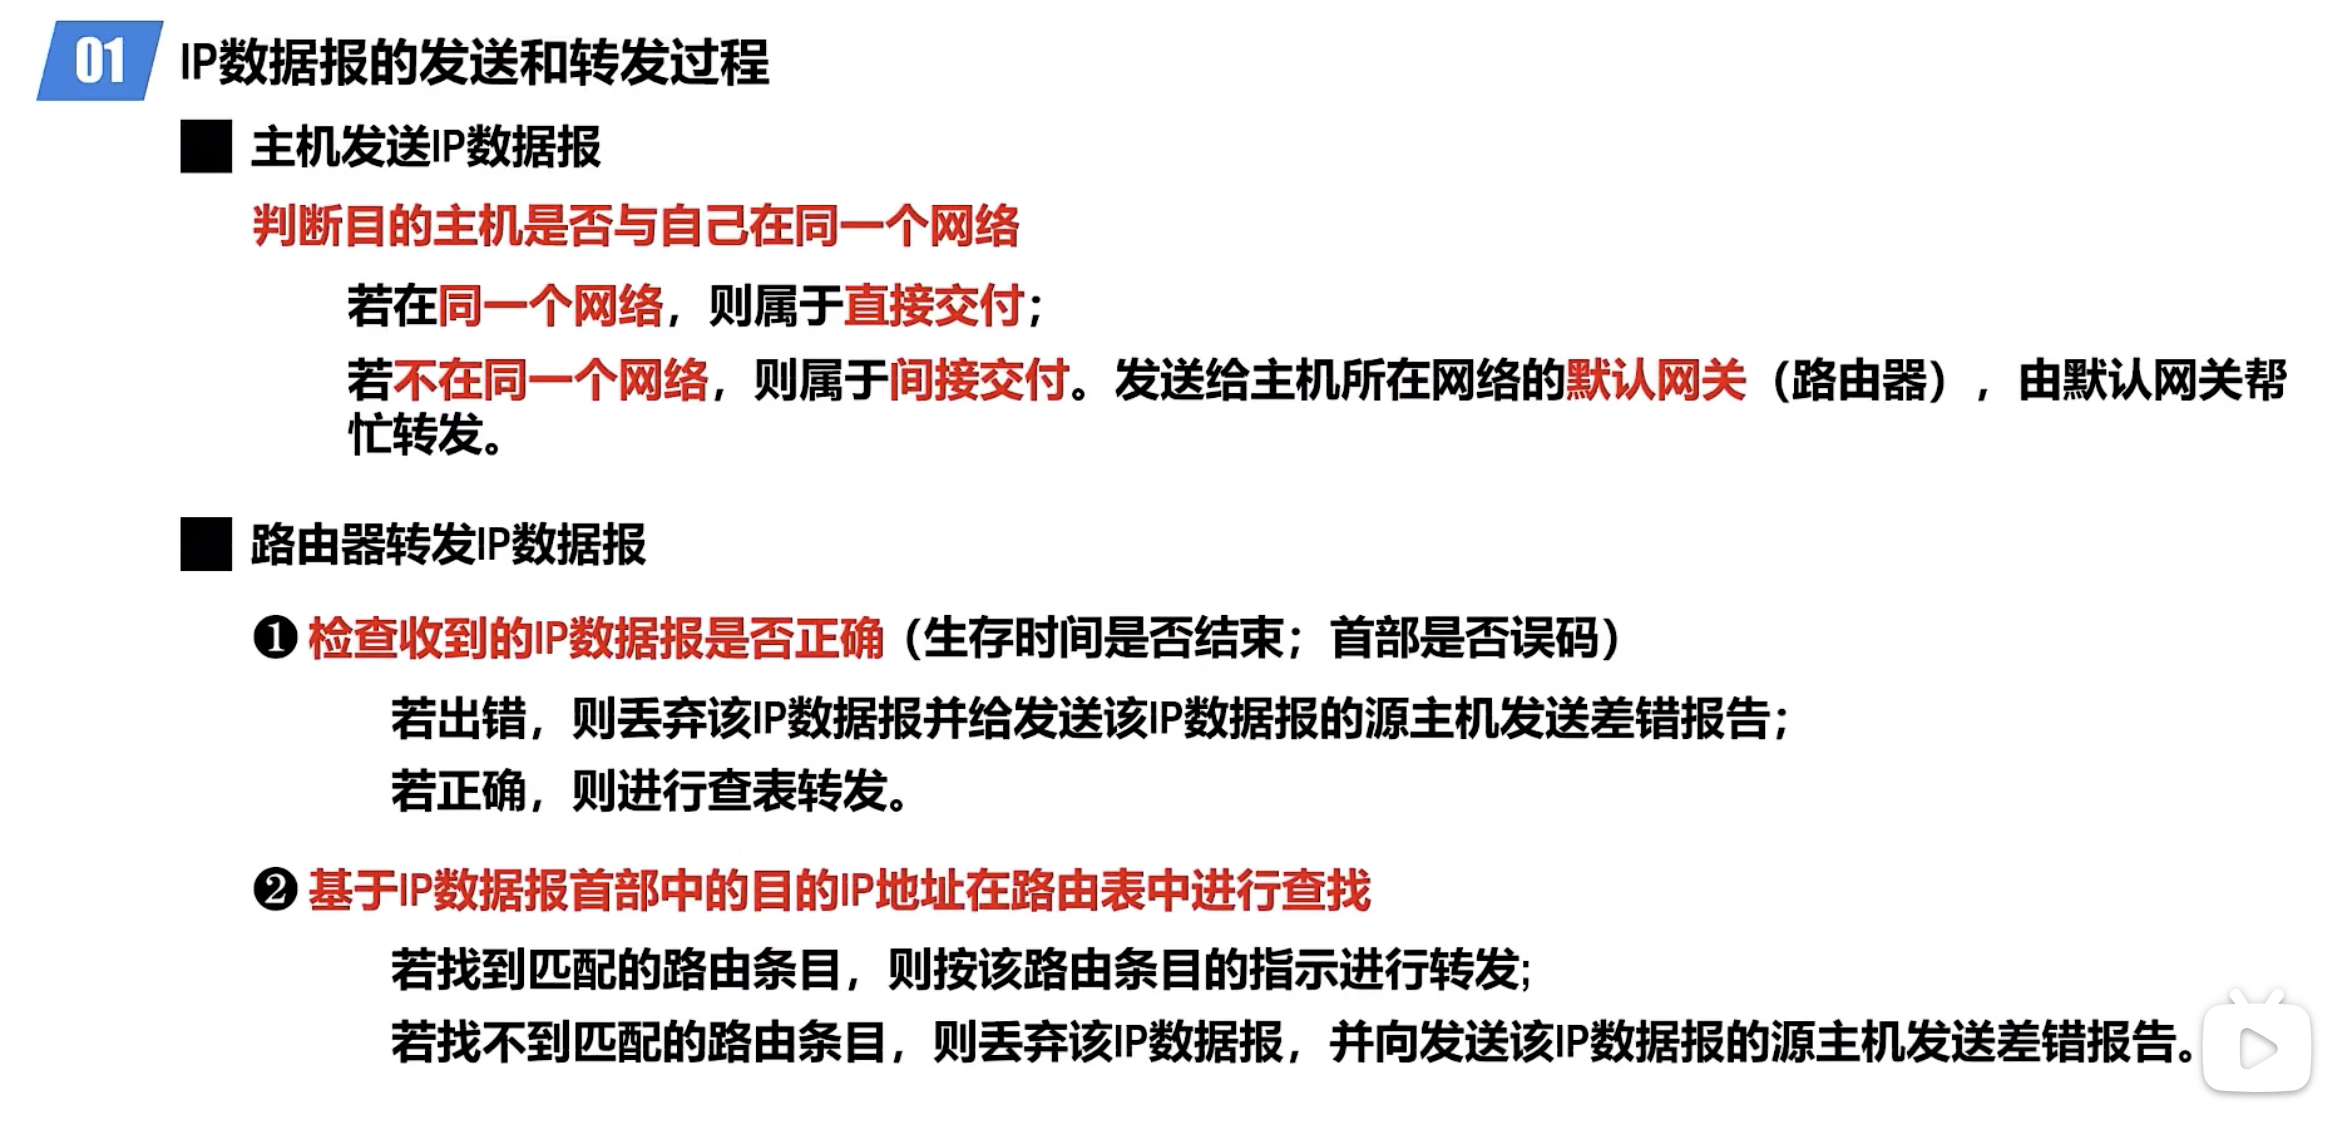 01 IP数据报的发送和转发过程
主机发送IP数据报
判断目的主机是否与自己在同一个网络
若在同一个网络，则属于直接交付；
若不在同一个网络，则属于间接交付。发送给主机所在网络的默认网关（路由器），由默认网关帮
忙转发。
路由器转发IP数据报
❶ 检查收到的IP数据报是否正确（生存时间是否结束；首部是否误码）
若出错，则丢弃该IP数据报并给发送该IP数据报的源主机发送差错报告；
若正确，则进行查表转发。
❷ 基于IP数据报首部中的目的IP地址在路由表中进行查找
若找到匹配的路由条目，则按该路由条目的指示进行转发；
若找不到匹配的路由条目，则丢弃该IP数据报，并向发送该IP数据报的源主机发送差错报告。